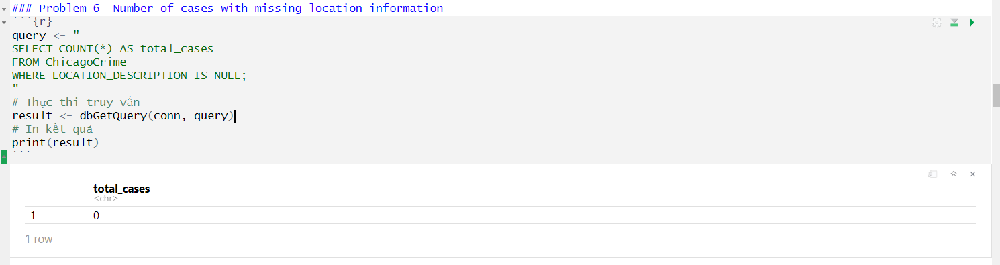 ### Problem 6  Number of cases with missing location information
```{r}
query <- "
SELECT COUNT(*) AS total_cases
FROM ChicagoCrime
WHERE LOCATION_DESCRIPTION IS NULL;
"
# Thực thi truy vấn
result <- dbGetQuery(conn, query)
# In kết quả
print(result)
```
total_cases
<chr>
1 0
1 row